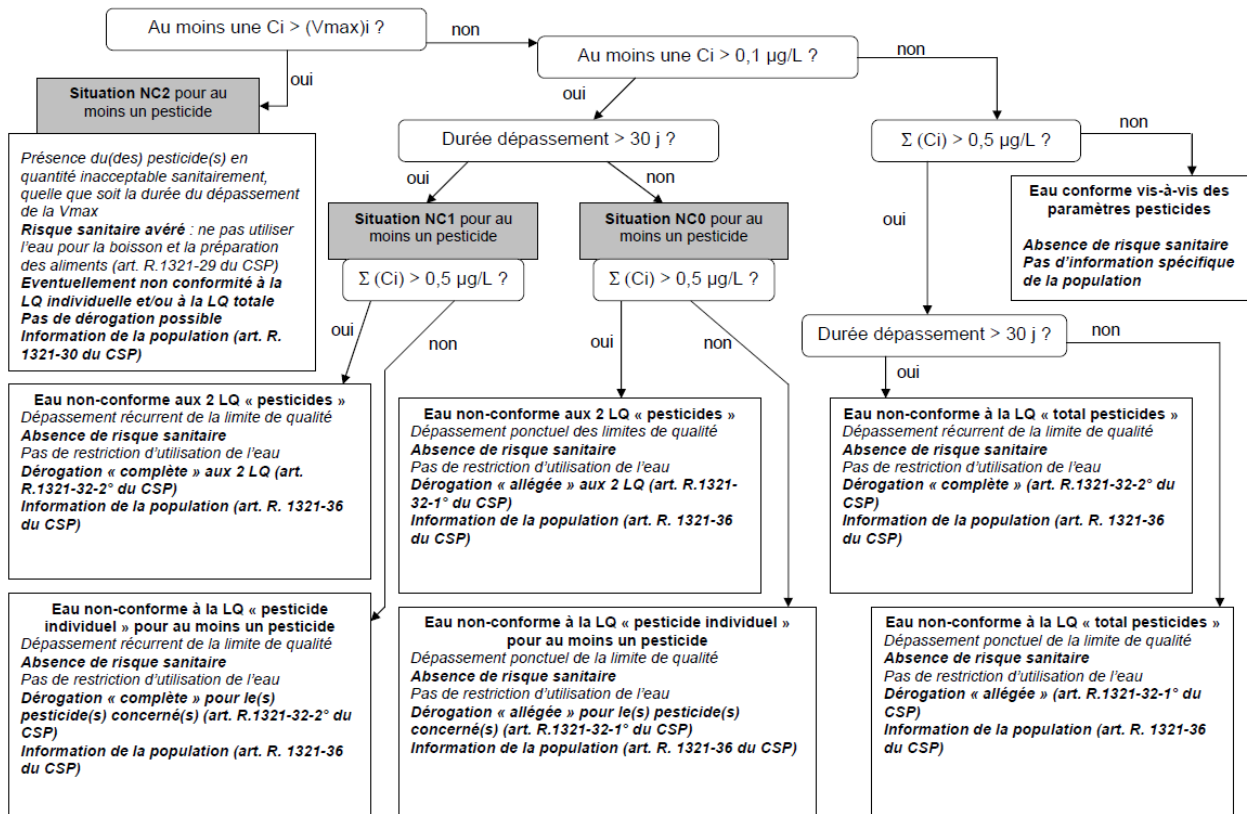 Au moins une Ci > (Vmax)i ?
non
Au moins une Ci > 0,1 µg/L ?
non
oui
oui
Situation NC2 pour au
moins un pesticide
Durée dépassement > 30 j ?
Σ (Ci) > 0,5 µg/L ?
non
Présence du(des) pesticide(s) en
quantité inacceptable sanitairement,
quelle que soit la durée du dépassement
de la Vmax
Risque sanitaire avéré : ne pas utiliser
l'eau pour la boisson et la préparation
des aliments (art. R.1321-29 du CSP)
Eventuellement non conformité à la
LQ individuelle et/ou à la LQ totale
Pas de dérogation possible
Information de la population (art. R.
1321-30 du CSP)
oui
non
Situation NC1 pour au
moins un pesticide
Situation NC0 pour au
moins un pesticide
oui
Eau conforme vis-à-vis des
paramètres pesticides
Absence de risque sanitaire
Pas d'information spécifique
de la population
Σ (Ci) > 0,5 µg/L ?
Σ (Ci) > 0,5 µg/L ?
oui
non
oui
non
Durée dépassement > 30 j ?
non
oui
Eau non-conforme aux 2 LQ « pesticides »
Dépassement récurrent de la limite de qualité
Absence de risque sanitaire
Pas de restriction d'utilisation de l'eau
Dérogation « complète » aux 2 LQ (art.
R.1321-32-2° du CSP)
Information de la population (art. R. 1321-36
du CSP)
Eau non-conforme aux 2 LQ « pesticides »
Dépassement ponctuel des limites de qualité
Absence de risque sanitaire
Pas de restriction d'utilisation de l'eau
Dérogation « allégée » aux 2 LQ (art. R.1321-
32-1° du CSP)
Information de la population (art. R. 1321-36
du CSP)
Eau non-conforme à la LQ « total pesticides »
Dépassement récurrent de la limite de qualité
Absence de risque sanitaire
Pas de restriction d'utilisation de l'eau
Dérogation « complète » (art. R.1321-32-2° du
CSP)
Information de la population (art. R. 1321-36
du CSP)
Eau non-conforme à la LQ « pesticide
individuel » pour au moins un pesticide
Dépassement récurrent de la limite de qualité
Absence de risque sanitaire
Pas de restriction d'utilisation de l'eau
Dérogation « complète » pour le(s)
pesticide(s) concerné(s) (art. R.1321-32-2° du
CSP)
Information de la population (art. R. 1321-36
du CSP)
Eau non-conforme à la LQ « pesticide individuel »
pour au moins un pesticide
Dépassement ponctuel de la limite de qualité
Absence de risque sanitaire
Pas de restriction d'utilisation de l'eau
Dérogation « allégée » pour le(s) pesticide(s)
concerné(s) (art. R.1321-32-1° du CSP)
Information de la population (art. R. 1321-36 du CSP)
Eau non-conforme à la LQ « total pesticides »
Dépassement ponctuel de la limite de qualité
Absence de risque sanitaire
Pas de restriction d'utilisation de l'eau
Dérogation « allégée » (art. R.1321-32-1° du
CSP)
Information de la population (art. R. 1321-36
du CSP)